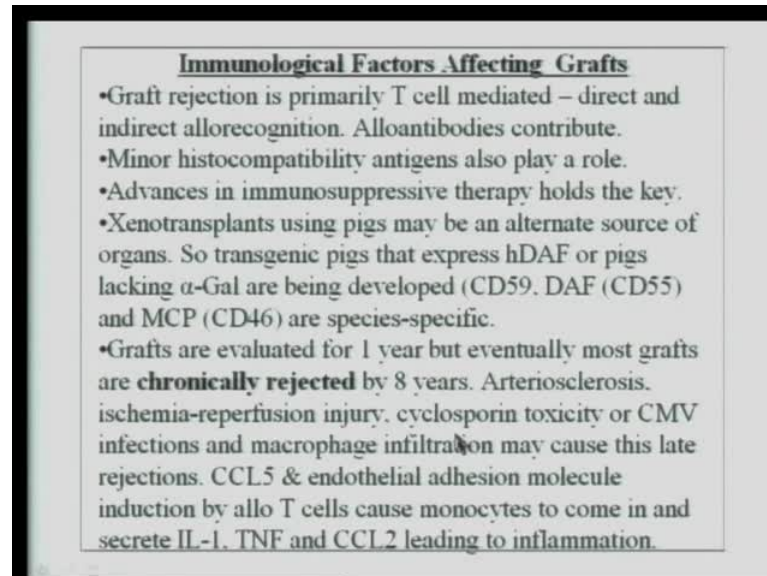 Immunological Factors Affecting Grafts
•Graft rejection is primarily T cell mediated – direct and
indirect allorecognition. Alloantibodies contribute.
•Minor histocompatibility antigens also play a role.
•Advances in immunosuppressive therapy holds the key.
•Xenotransplants using pigs may be an alternate source of
organs. So transgenic pigs that express hDAF or pigs
lacking α-Gal are being developed (CD59, DAF (CD55)
and MCP (CD46) are species-specific.
•Grafts are evaluated for 1 year but eventually most grafts
are chronically rejected by 8 years. Arteriosclerosis,
ischemia-reperfusion injury, cyclosporin toxicity or CMV
infections and macrophage infiltration may cause this late
rejections. CCL5 & endothelial adhesion molecule
induction by allo T cells cause monocytes to come in and
secrete IL-1, TNF and CCL2 leading to inflammation.